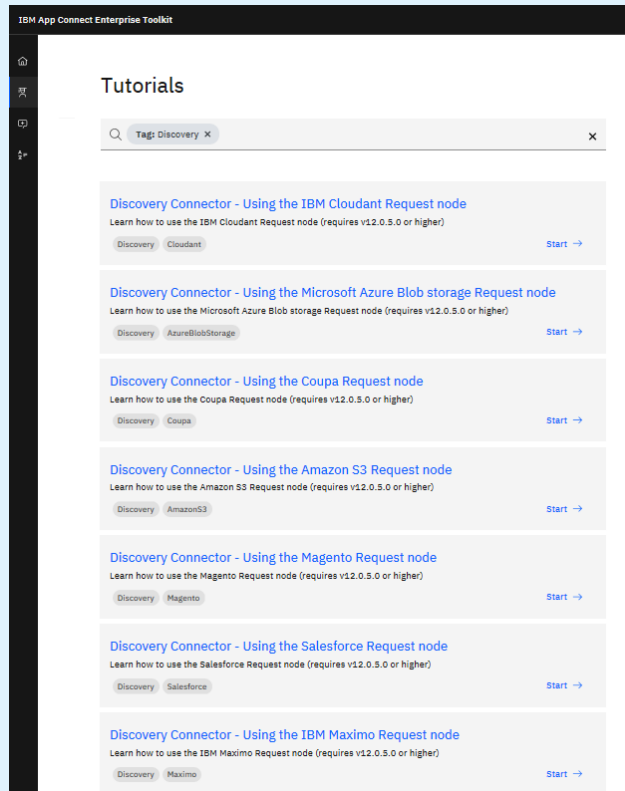 IBM App Connect Enterprise Toolkit
Tutorials
Tag: Discovery ×
×
Discovery Connector - Using the IBM Cloudant Request node
Learn how to use the IBM Cloudant Request node (requires v12.0.5.0 or higher)
Discovery Cloudant Start →
Discovery Connector - Using the Microsoft Azure Blob storage Request node
Learn how to use the Microsoft Azure Blob storage Request node (requires v12.0.5.0 or higher)
Discovery AzureBlobStorage Start →
Discovery Connector - Using the Coupa Request node
Learn how to use the Coupa Request node (requires v12.0.5.0 or higher)
Discovery Coupa Start →
Discovery Connector - Using the Amazon S3 Request node
Learn how to use the Amazon S3 Request node (requires v12.0.5.0 or higher)
Discovery AmazonS3 Start →
Discovery Connector - Using the Magento Request node
Learn how to use the Magento Request node (requires v12.0.5.0 or higher)
Discovery Magento Start →
Discovery Connector - Using the Salesforce Request node
Learn how to use the Salesforce Request node (requires v12.0.5.0 or higher)
Discovery Salesforce Start →
Discovery Connector - Using the IBM Maximo Request node
Learn how to use the IBM Maximo Request node (requires v12.0.5.0 or higher)
Discovery Maximo Start →